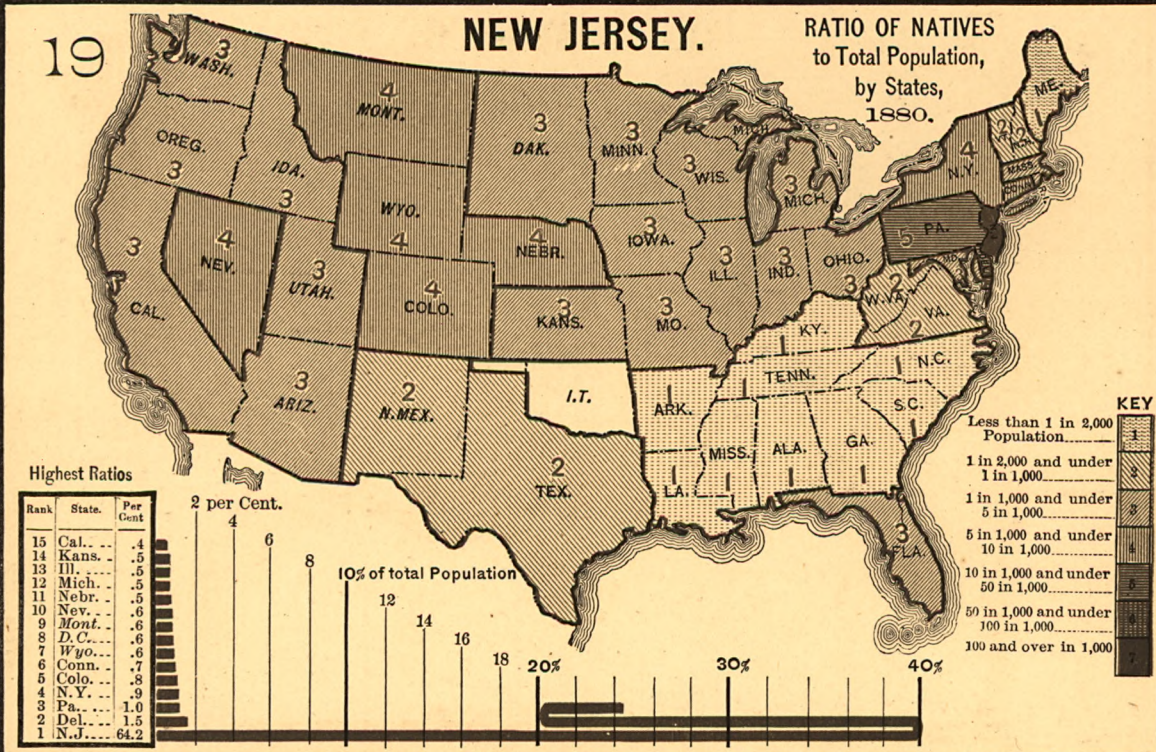 19
NEW JERSEY.
RATIO OF NATIVES
to Total Population,
by States,
1880.
3
WASH.
4
MONT.
3
DAK.
3
MINN.
OREG.
3
IDA.
3
WYO.
4
3
WIS.
MICH.
3
MICH.
4
N.Y.
ME.
1
2
2
MASS.
CONN.
3
CAL.
4
NEV.
3
UTAH.
4
COLO.
4
NEBR.
3
IOWA.
3
ILL.
3
IND.
OHIO.
3
5
PA.
2
W.VA.
VA.
2
3
KANS.
3
MO.
KY.
1
TENN.
1
N.C.
1
S.C.
1
3
ARIZ.
2
N.MEX.
I.T.
1
ARK.
MISS.
1
ALA.
1
GA.
1
LA.
1
2
TEX.
3
FLA.
KEY
Less than 1 in 2,000
Population
1
1 in 2,000 and under
1 in 1,000
2
1 in 1,000 and under
5 in 1,000
3
5 in 1,000 and under
10 in 1,000
4
10 in 1,000 and under
50 in 1,000
5
50 in 1,000 and under
100 in 1,000
6
100 and over in 1,000
7
Highest Ratios
Rank State. Per Cent
15 Cal. .4
14 Kans. .5
13 Ill. .5
12 Mich. .5
11 Nebr. .5
10 Nev. .6
9 Mont. .6
8 D.C. .6
7 Wyo. .6
6 Conn. .7
5 Colo. .8
4 N.Y. .9
3 Pa. 1.0
2 Del. 1.5
1 N.J. 64.2
2 per Cent.
4
6
8
10% of total Population
12
14
16
18
20%
30%
40%